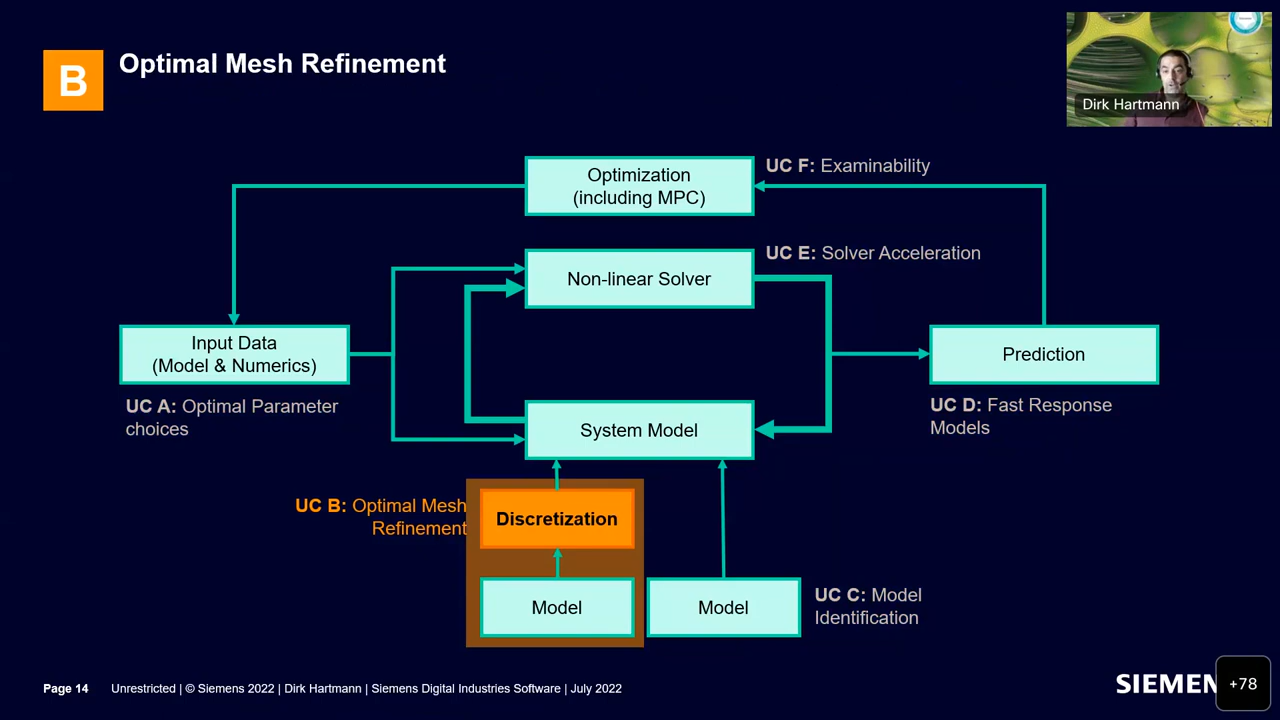 B
Optimal Mesh Refinement
Dirk Hartmann
Optimization
(including MPC)
UC F: Examinability
Non-linear Solver
UC E: Solver Acceleration
Input Data
(Model & Numerics)
UC A: Optimal Parameter
choices
Prediction
UC D: Fast Response
Models
System Model
UC B: Optimal Mesh
Refinement
Discretization
Model
Model
UC C: Model
Identification
Page 14
Unrestricted | © Siemens 2022 | Dirk Hartmann | Siemens Digital Industries Software | July 2022
SIEMEN
+78